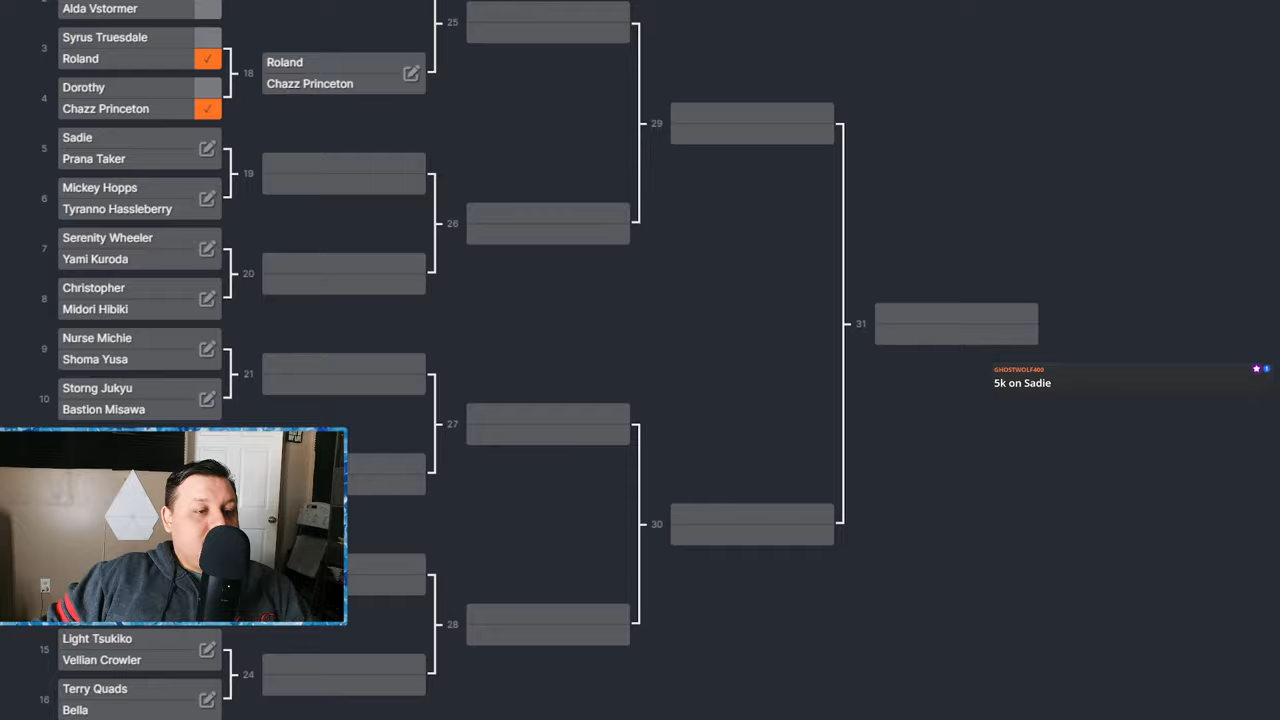 Alda Vstormer
3
Syrus Truesdale
Roland
4
Dorothy
Chazz Princeton
18
Roland
Chazz Princeton
25
5
Sadie
Prana Taker
6
Mickey Hopps
Tyranno Hassleberry
19
7
Serenity Wheeler
Yami Kuroda
8
Christopher
Midori Hibiki
20
26
29
9
Nurse Michie
Shoma Yusa
10
Storng Jukyu
Bastion Misawa
21
27
31
GHOSTWOLF400
5k on Sadie
30
28
15
Light Tsukiko
Vellian Crowler
16
Terry Quads
Bella
24